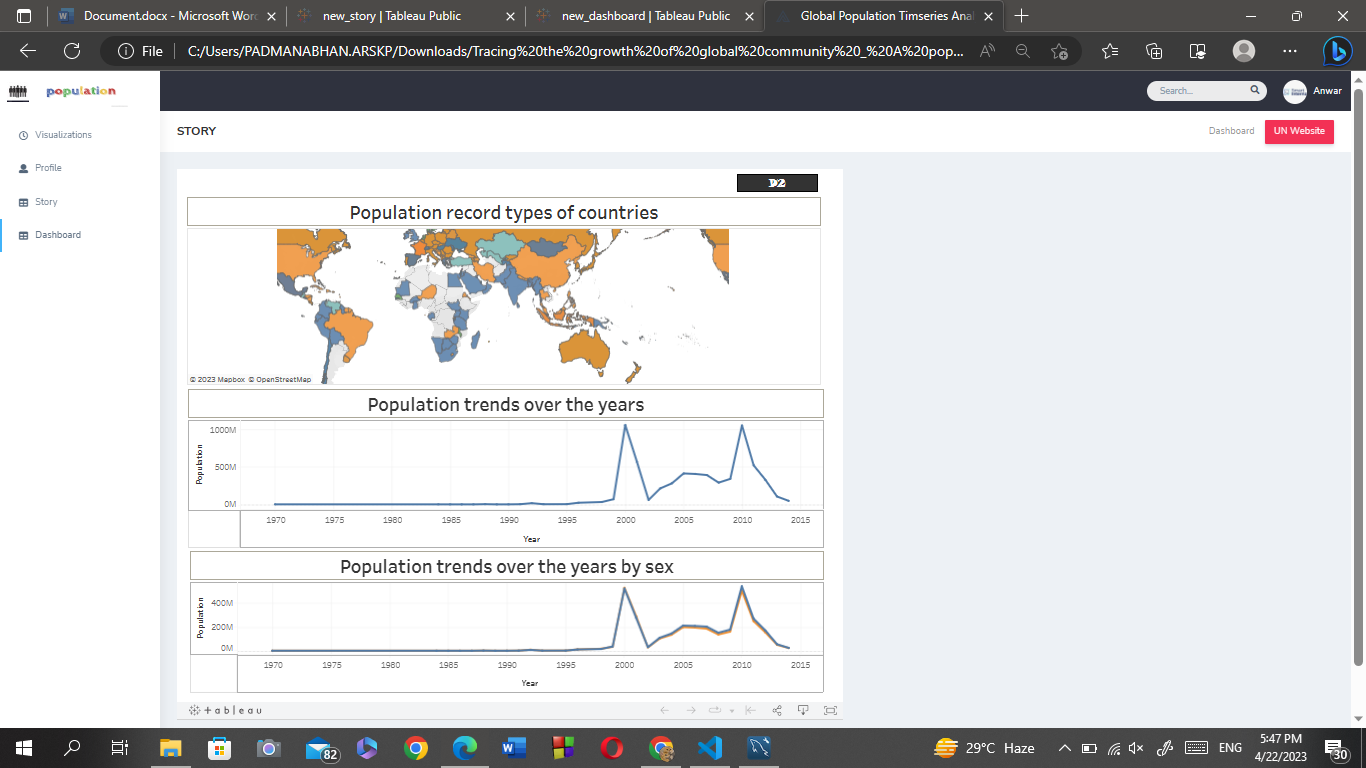 Document.docx - Microsoft Word
new_story | Tableau Public
new_dashboard | Tableau Public
Global Population Timseries Anal
File
C:/Users/PADMANABHAN.ARSKP/Downloads/Tracing%20the%20growth%20of%20global%20community%20_%20A%20pop...
population
Search...
Anwar
Visualizations
Profile
Story
Dashboard
STORY
Dashboard
UN Website
Population record types of countries
© 2023 Mapbox © OpenStreetMap
Population trends over the years
Population
1000M
500M
0M
1970 1975 1980 1985 1990 1995 2000 2005 2010 2015
Year
Population trends over the years by sex
Population
400M
200M
0M
1970 1975 1980 1985 1990 1995 2000 2005 2010 2015
Year
+ableau
82
29°C Haze
ENG
5:47 PM
4/22/2023
30